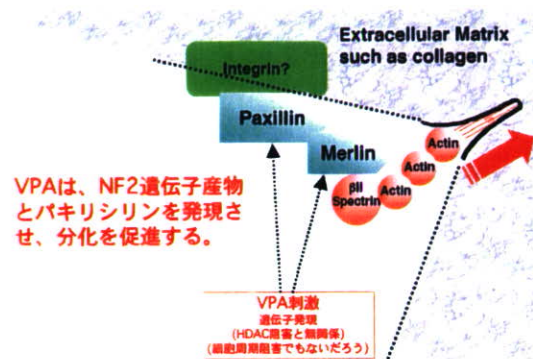 Extracellular Matrix
such as collagen
Integrin?
Paxillin
Merlin
Actin
Actin
Actin
βII
Spectrin
VPAは、NF2遺伝子産物
とパキリシリンを発現さ
せ、分化を促進する。
VPA刺激
遺伝子発現
(HDAC阻害と無関係)
(細胞周期阻害でもないだろう)